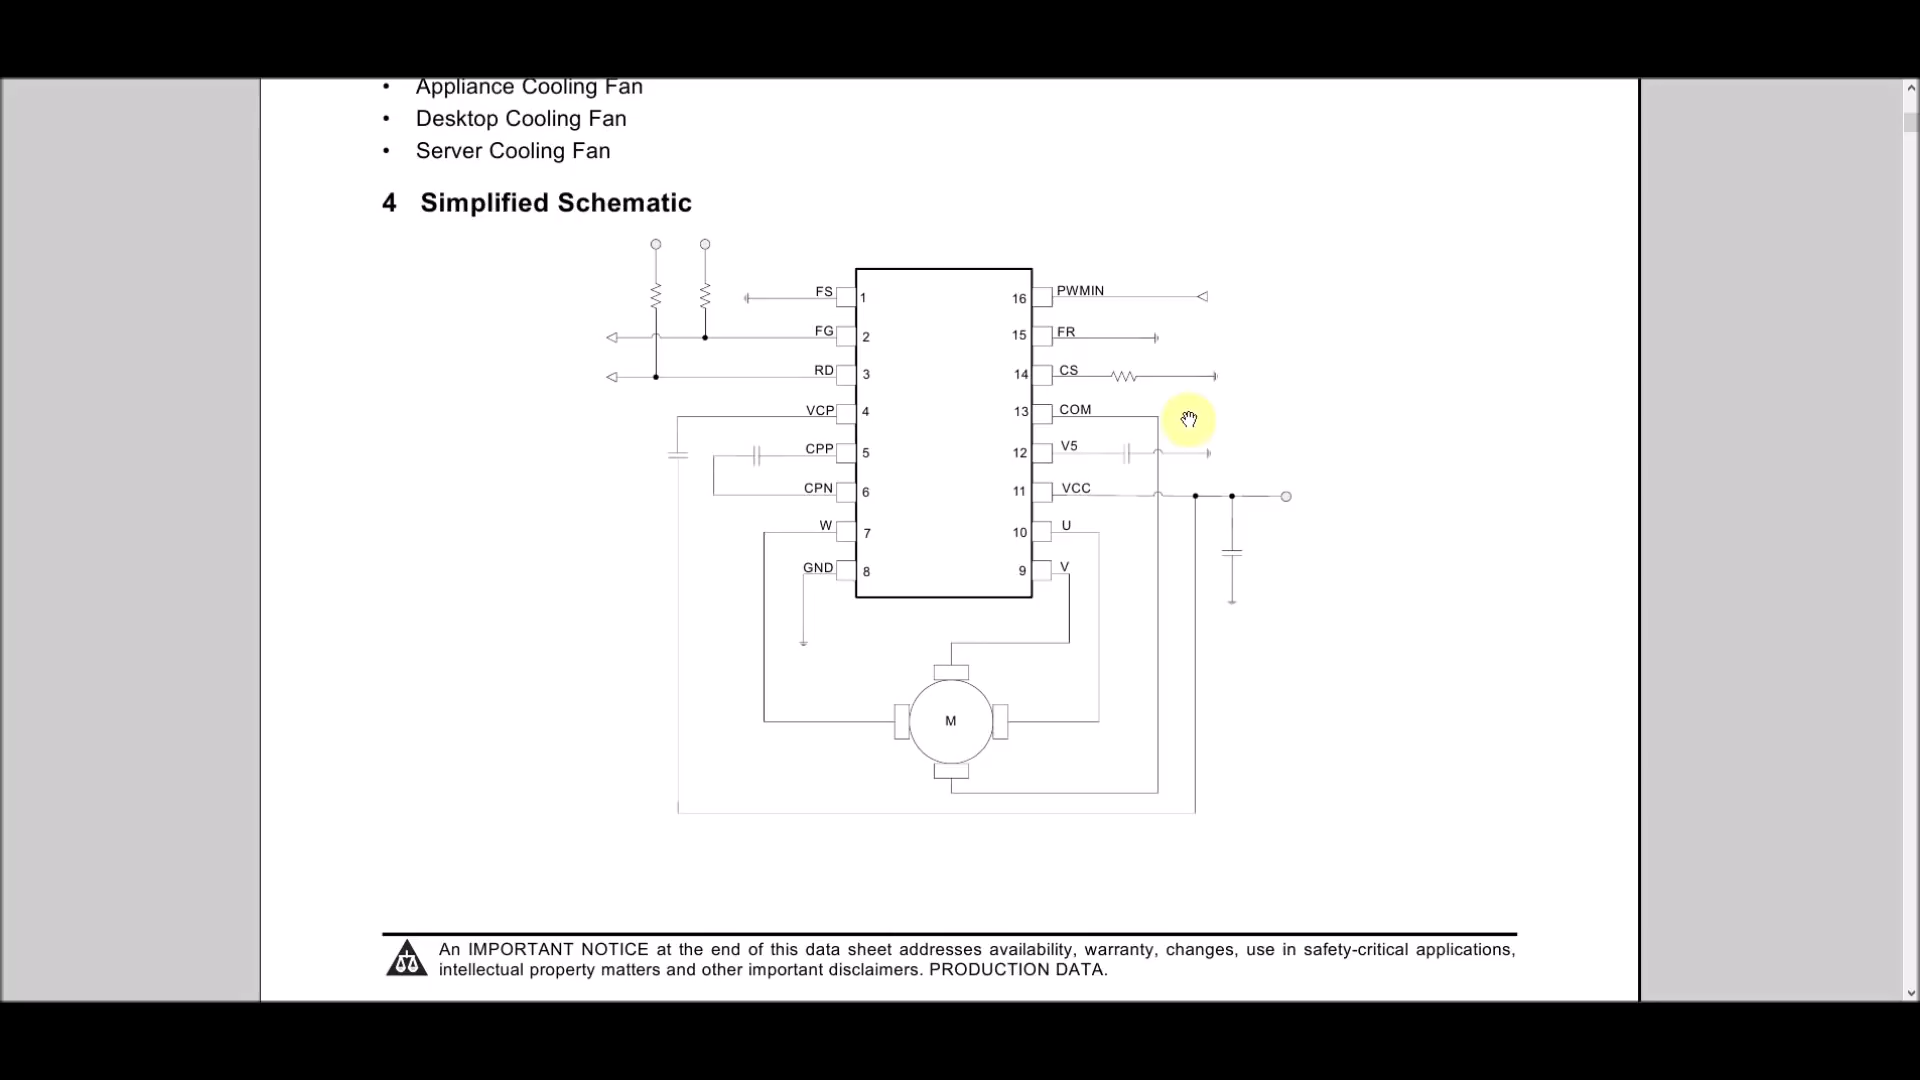 • Appliance Cooling Fan
• Desktop Cooling Fan
• Server Cooling Fan
4 Simplified Schematic
FS 1 16 PWMIN
FG 2 15 FR
RD 3 14 CS
VCP 4 13 COM
CPP 5 12 V5
CPN 6 11 VCC
W 7 10 U
GND 8 9 V
M
An IMPORTANT NOTICE at the end of this data sheet addresses availability, warranty, changes, use in safety-critical applications,
intellectual property matters and other important disclaimers. PRODUCTION DATA.